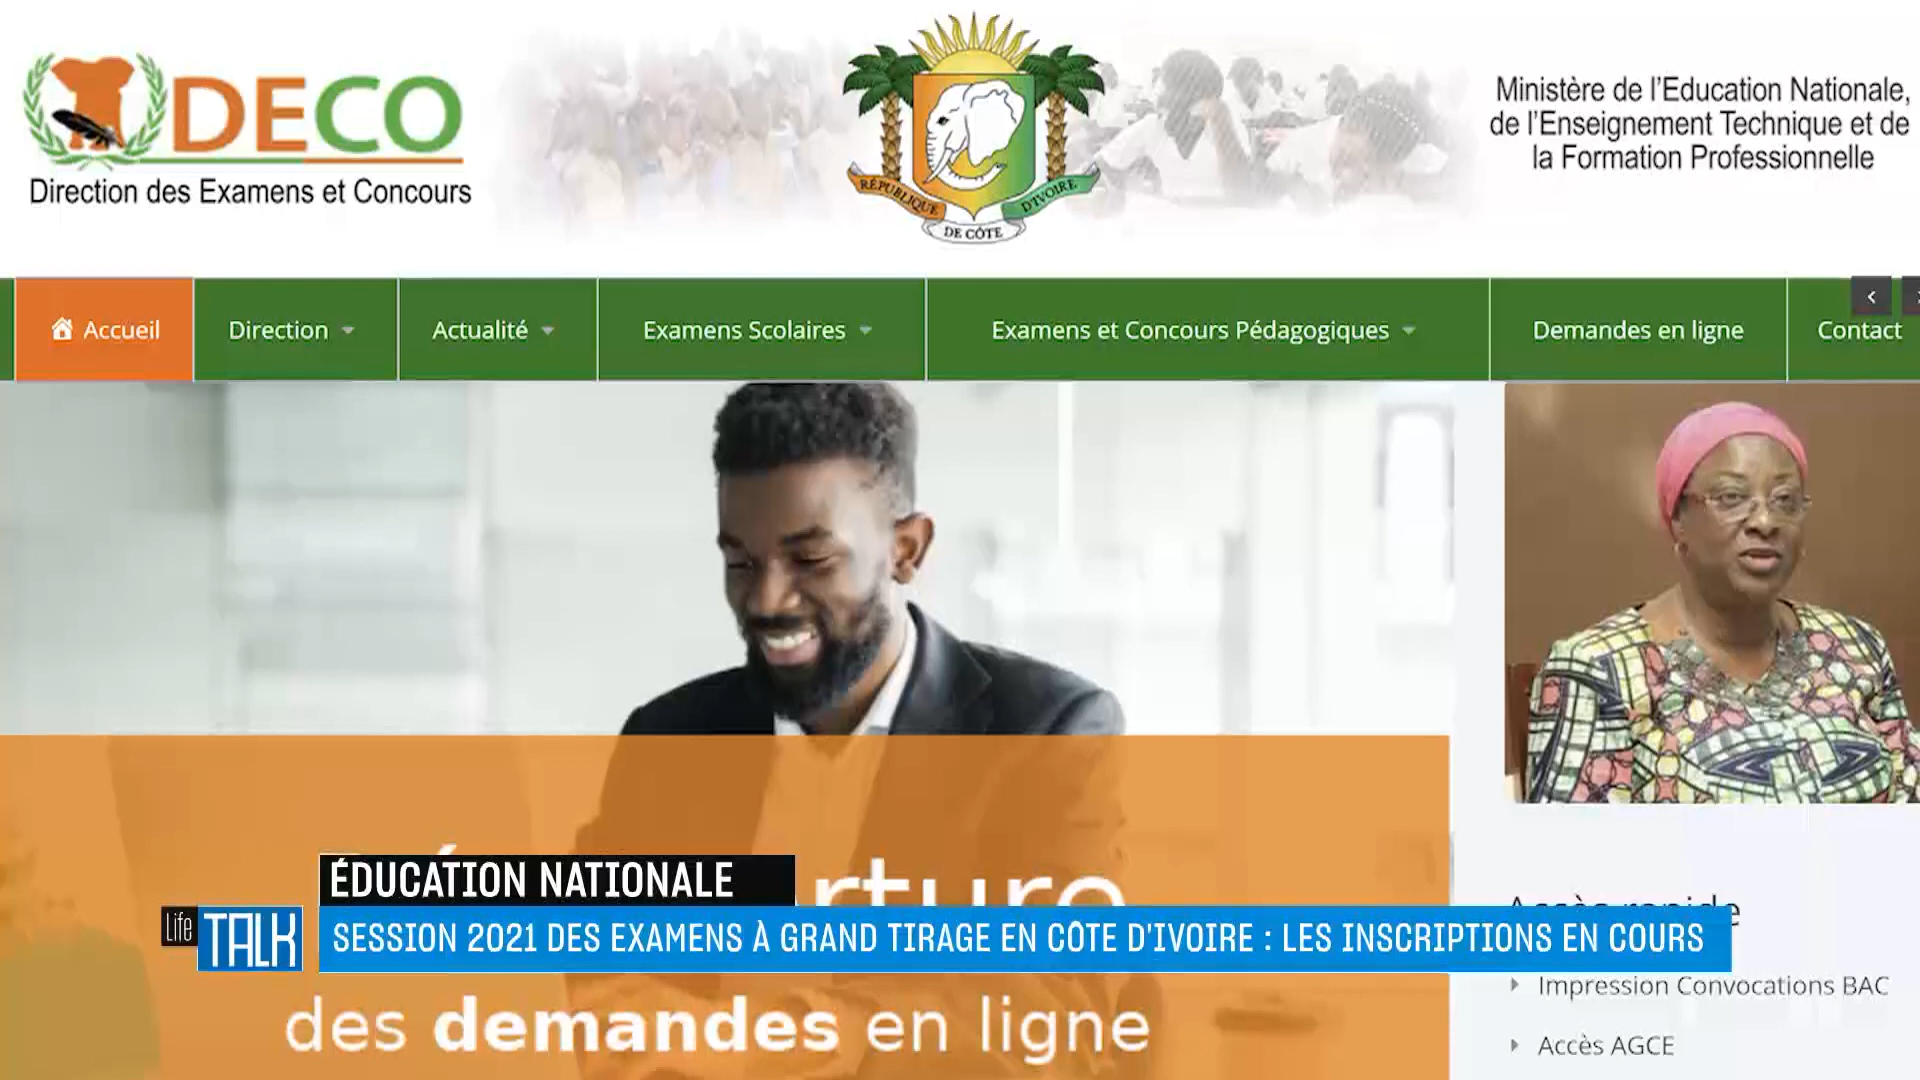 DECO
Direction des Examens et Concours
RÉPUBLIQUE
DE CÔTE
D'IVOIRE
Ministère de l'Education Nationale,
de l'Enseignement Technique et de
la Formation Professionnelle
Accueil
Direction
Actualité
Examens Scolaires
Examens et Concours Pédagogiques
Demandes en ligne
Contact
ÉDUCATION NATIONALE
Life TALK
SESSION 2021 DES EXAMENS À GRAND TIRAGE EN CÔTE D'IVOIRE : LES INSCRIPTIONS EN COURS
des demandes en ligne
Accès rapide
Impression Convocations BAC
Accès AGCE